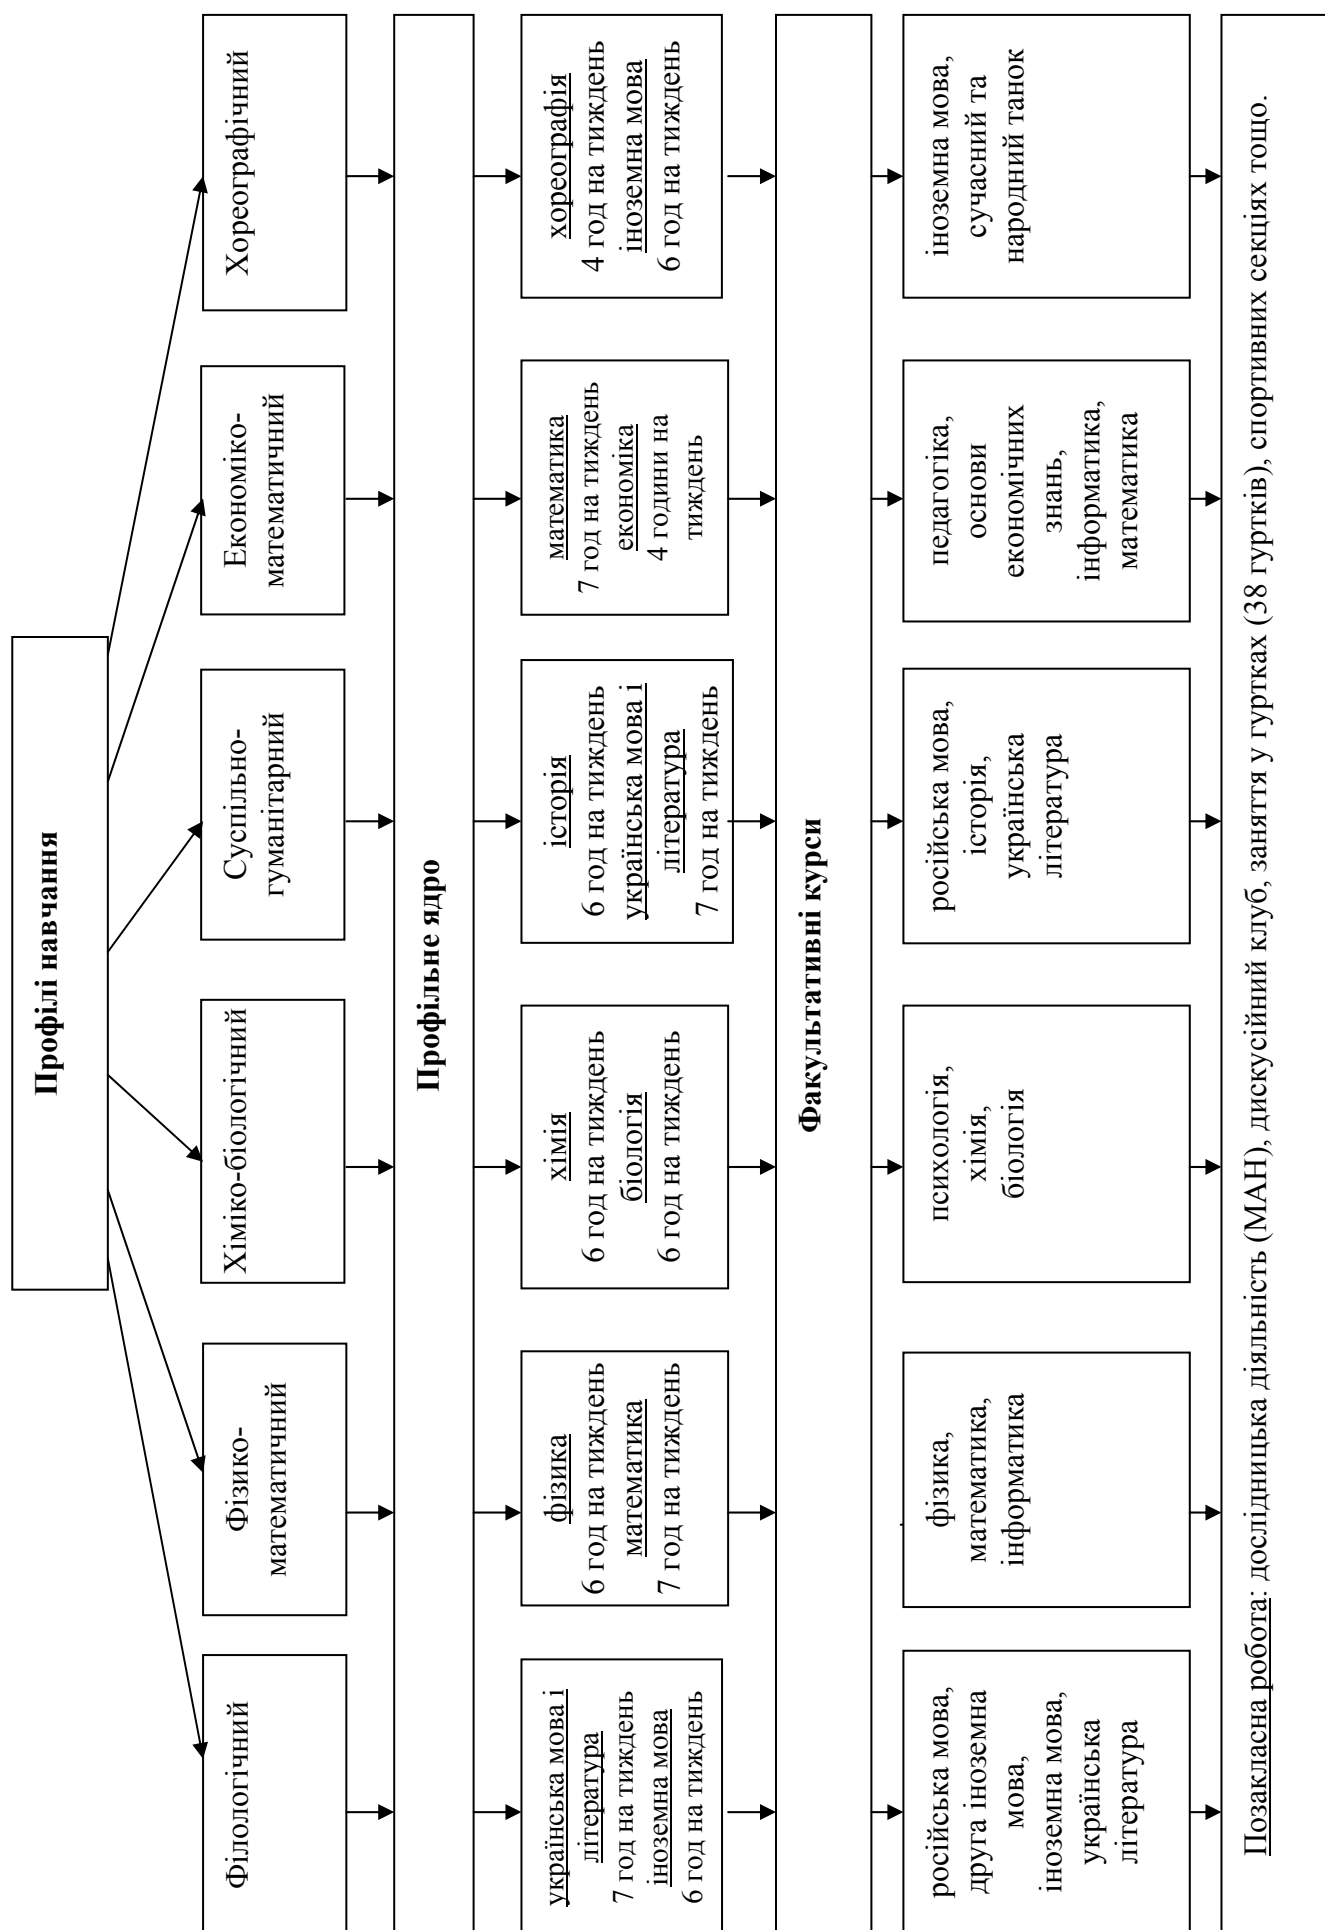 Профілі навчання
Філологічний
Фізико-
математичний
Хіміко-біологічний
Суспільно-
гуманітарний
Економіко-
математичний
Хореографічний
Профільне ядро
українська мова і
література
7 год на тиждень
іноземна мова
6 год на тиждень
фізика
6 год на тиждень
математика
7 год на тиждень
хімія
6 год на тиждень
біологія
6 год на тиждень
історія
6 год на тиждень
українська мова і
література
7 год на тиждень
математика
7 год на тиждень
економіка
4 години на
тиждень
хореографія
4 год на тиждень
іноземна мова
6 год на тиждень
Факультативні курси
російська мова,
друга іноземна
мова,
іноземна мова,
українська
література
фізика,
математика,
інформатика
психологія,
хімія,
біологія
російська мова,
історія,
українська
література
педагогіка,
основи
економічних
знань,
інформатика,
математика
іноземна мова,
сучасний та
народний танок
Позакласна робота: дослідницька діяльність (МАН), дискусійний клуб, заняття у гуртках (38 гуртків), спортивних секціях тощо.